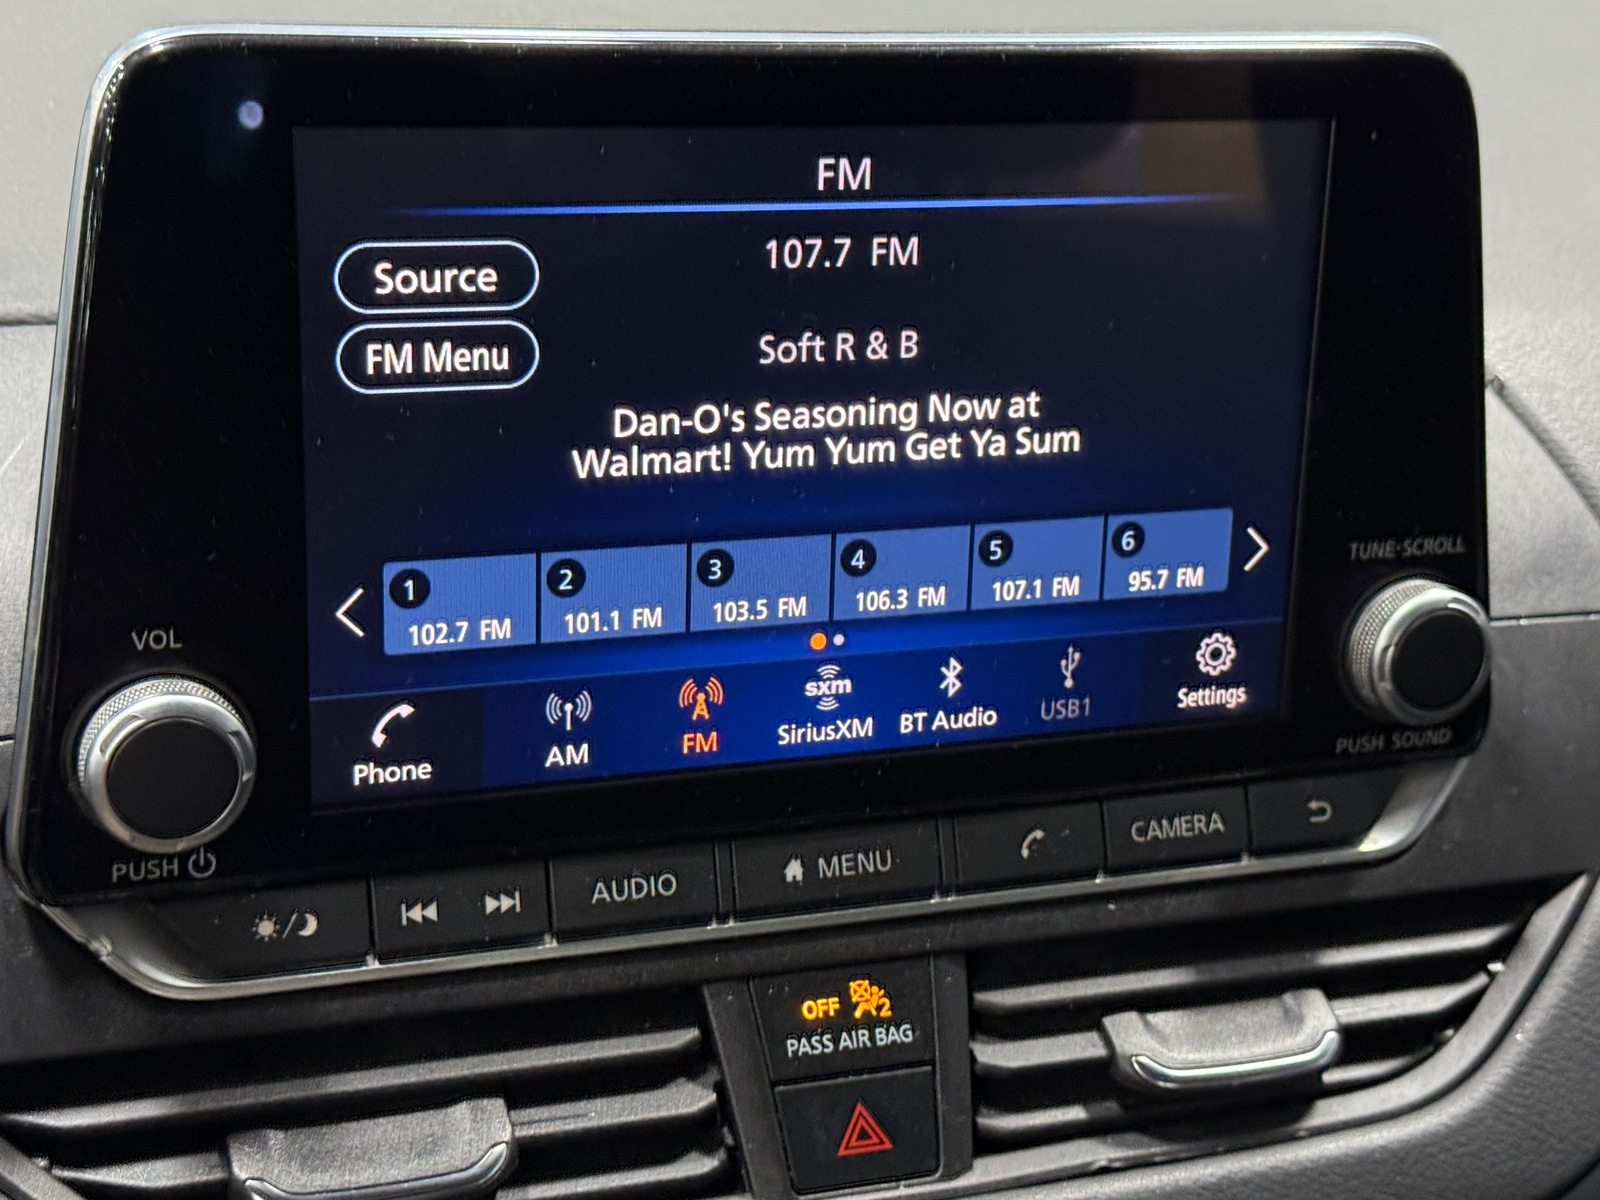 FM
107.7 FM
Source
FM Menu
Soft R & B
Dan-O's Seasoning Now at
Walmart! Yum Yum Get Ya Sum
1
102.7 FM
2
101.1 FM
3
103.5 FM
4
106.3 FM
5
107.1 FM
6
95.7 FM
Phone
AM
FM
sxm
SiriusXM
BT Audio
USB1
Settings
VOL
PUSH
TUNE·SCROLL
PUSH SOUND
AUDIO
MENU
CAMERA
OFF 2
PASS AIR BAG